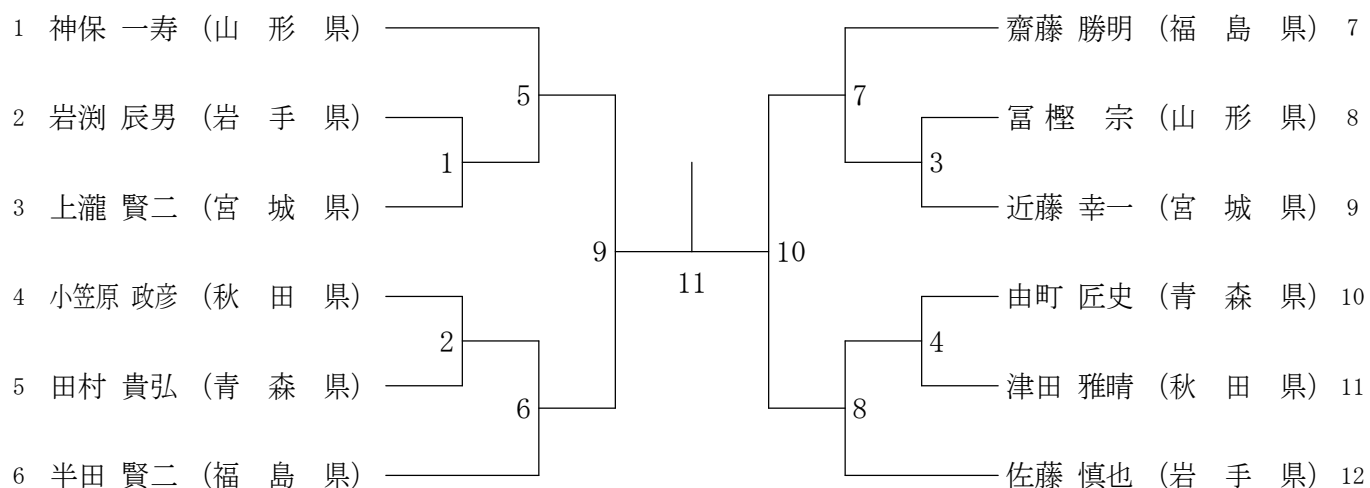 1 神保 一寿 （山 形 県）
5
2 岩渕 辰男 （岩 手 県）
1
3 上瀧 賢二 （宮 城 県）
9
4 小笠原 政彦 （秋 田 県）
2
5 田村 貴弘 （青 森 県）
6
6 半田 賢二 （福 島 県）
11
齋藤 勝明 （福 島 県） 7
7
冨樫 宗 （山 形 県） 8
3
近藤 幸一 （宮 城 県） 9
10
由町 匠史 （青 森 県） 10
4
津田 雅晴 （秋 田 県） 11
8
佐藤 慎也 （岩 手 県） 12